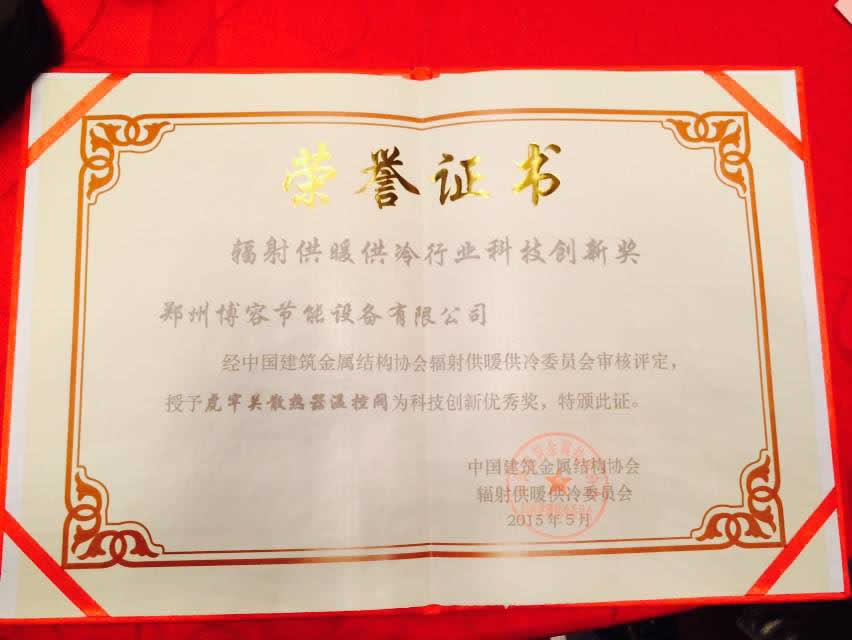 荣誉证书
辐射供暖供冷行业科技创新奖
郑州博容节能设备有限公司
经中国建筑金属结构协会辐射供暖供冷委员会审核评定，
授予虎牢关散热器温控阀为科技创新优秀奖，特颁此证。
中国建筑金属结构协会
辐射供暖供冷委员会
2015年5月